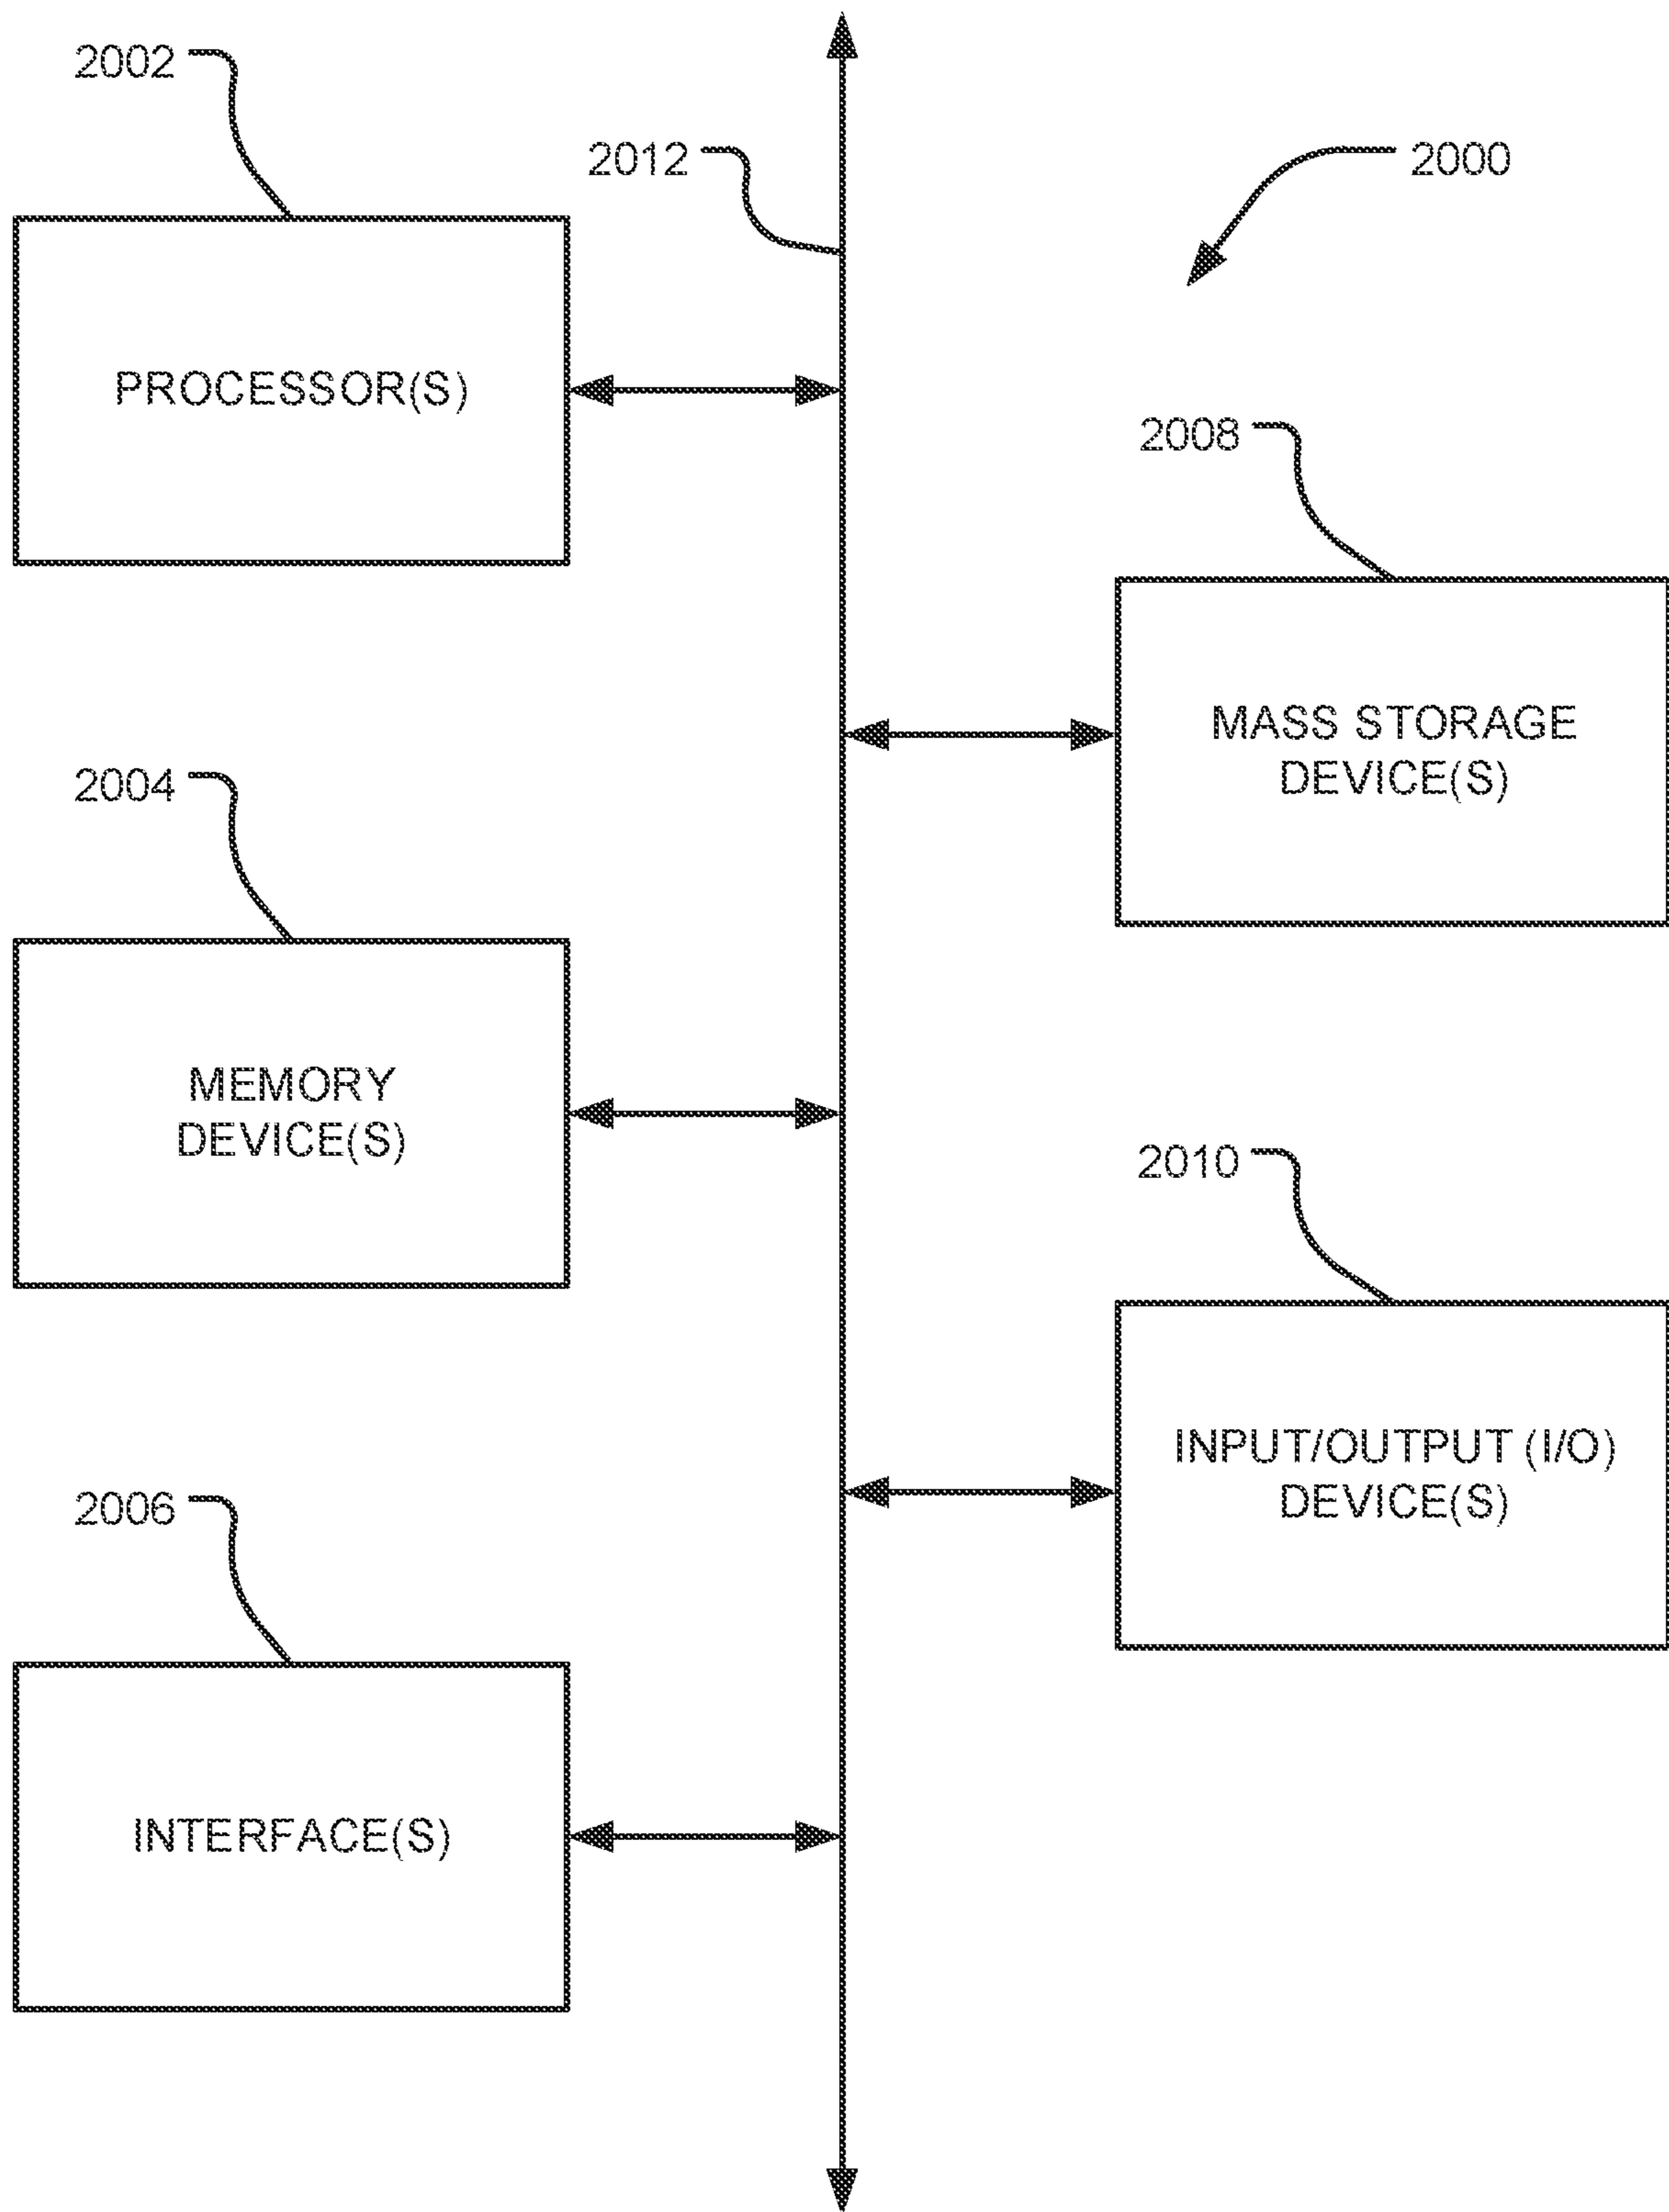 2002
2012
2000
PROCESSOR(S)
2008
MASS STORAGE
DEVICE(S)
2004
MEMORY
DEVICE(S)
2010
INPUT/OUTPUT (I/O)
DEVICE(S)
2006
INTERFACE(S)